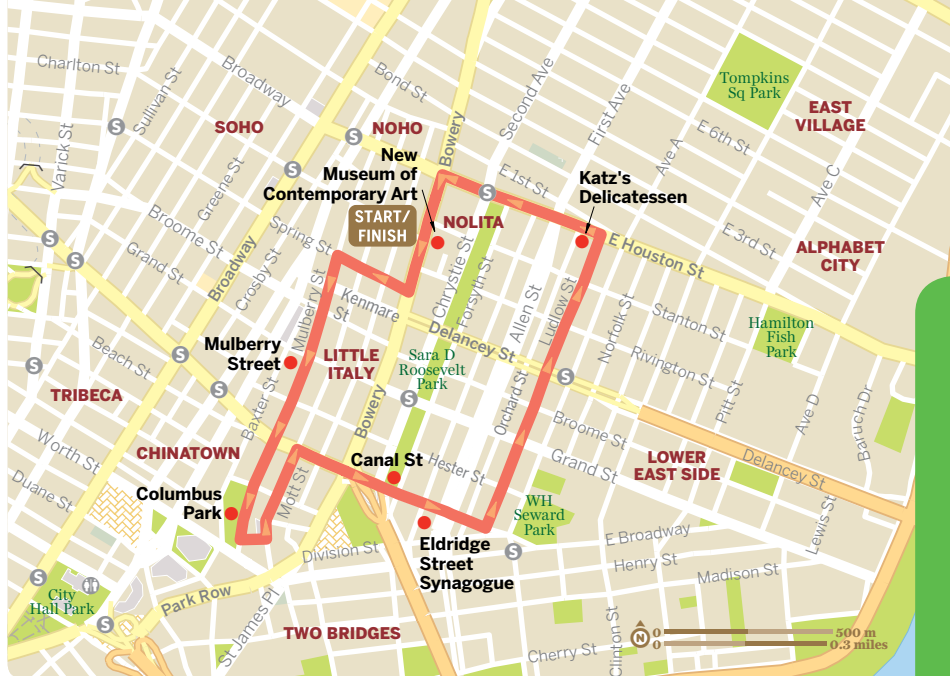 Charlton St
Sullivan St
Broadway
Bond St
Second Ave
First Ave
Tompkins
Sq Park
EAST
VILLAGE
Varick St
SOHO
NOHO
Bowery
E 6th St
Ave A
Ave C
New
Museum of
Contemporary Art
E 1st St
Katz's
Delicatessen
Greene St
START/
FINISH
NOLITA
Broome St
Spring St
E 3rd St
ALPHABET
CITY
Grand St
Broadway
Crosby St
Chrystie St
Forsyth St
E Houston St
Mulberry St
Kenmare
St
Allen St
Ludlow St
Norfolk St
Stanton St
Hamilton
Fish
Park
Delancey St
Beach St
Mulberry
Street
LITTLE
ITALY
Sara D
Roosevelt
Park
Rivington St
Pitt St
Ave D
Baruch Dr
TRIBECA
Baxter St
Bowery
Orchard St
Broome St
Worth St
CHINATOWN
Canal St
Hester St
Grand St
LOWER
EAST SIDE
Delancey St
Duane St
Columbus
Park
Mott St
WH
Seward
Park
Lewis St
Division St
Eldridge
Street
Synagogue
E Broadway
Henry St
Madison St
City
Hall Park
Park Row
St James Pl
TWO BRIDGES
Clinton St
Cherry St
N
0 500 m
0 0.3 miles
S
S
S
S
S
S
S
S
S
S
S
S
S
S